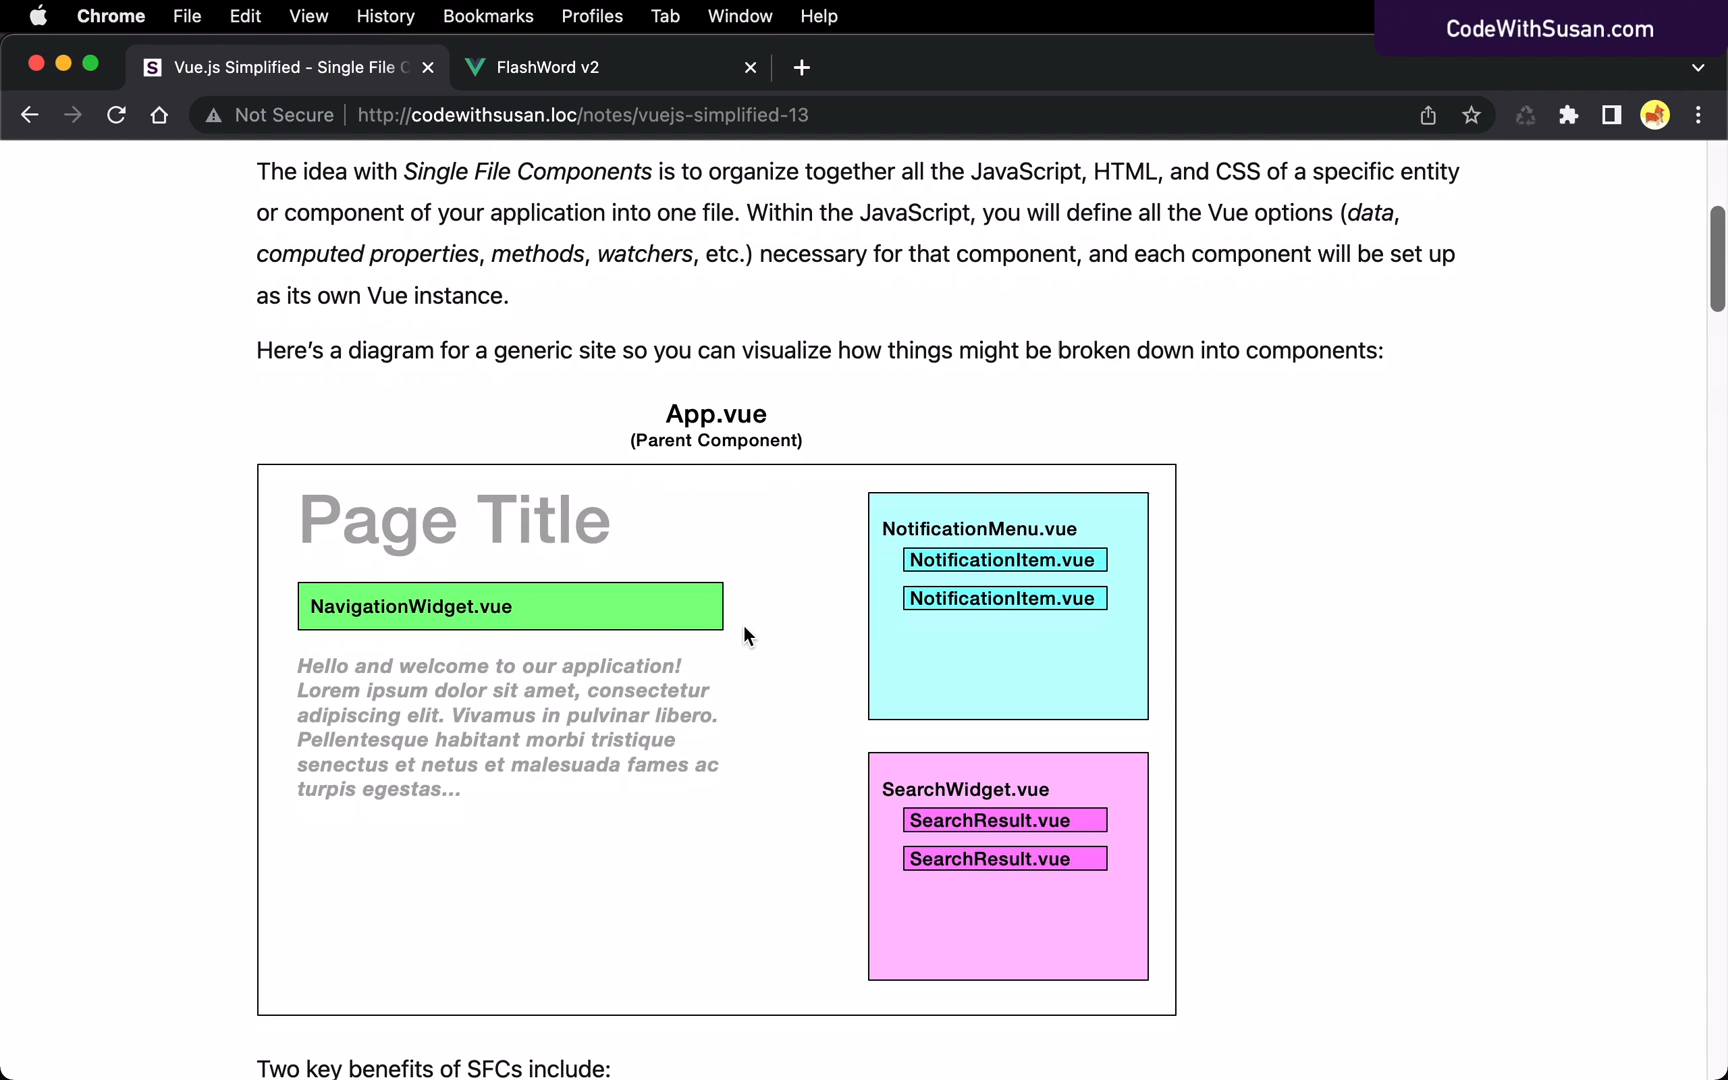 Chrome File Edit View History Bookmarks Profiles Tab Window Help
CodeWithSusan.com
S Vue.js Simplified - Single File C
FlashWord v2
Not Secure http://codewithsusan.loc/notes/vuejs-simplified-13
The idea with Single File Components is to organize together all the JavaScript, HTML, and CSS of a specific entity
or component of your application into one file. Within the JavaScript, you will define all the Vue options (data,
computed properties, methods, watchers, etc.) necessary for that component, and each component will be set up
as its own Vue instance.
Here’s a diagram for a generic site so you can visualize how things might be broken down into components:
App.vue
(Parent Component)
Page Title
NavigationWidget.vue
Hello and welcome to our application!
Lorem ipsum dolor sit amet, consectetur
adipiscing elit. Vivamus in pulvinar libero.
Pellentesque habitant morbi tristique
senectus et netus et malesuada fames ac
turpis egestas...
NotificationMenu.vue
NotificationItem.vue
NotificationItem.vue
SearchWidget.vue
SearchResult.vue
SearchResult.vue
Two key benefits of SFCs include: